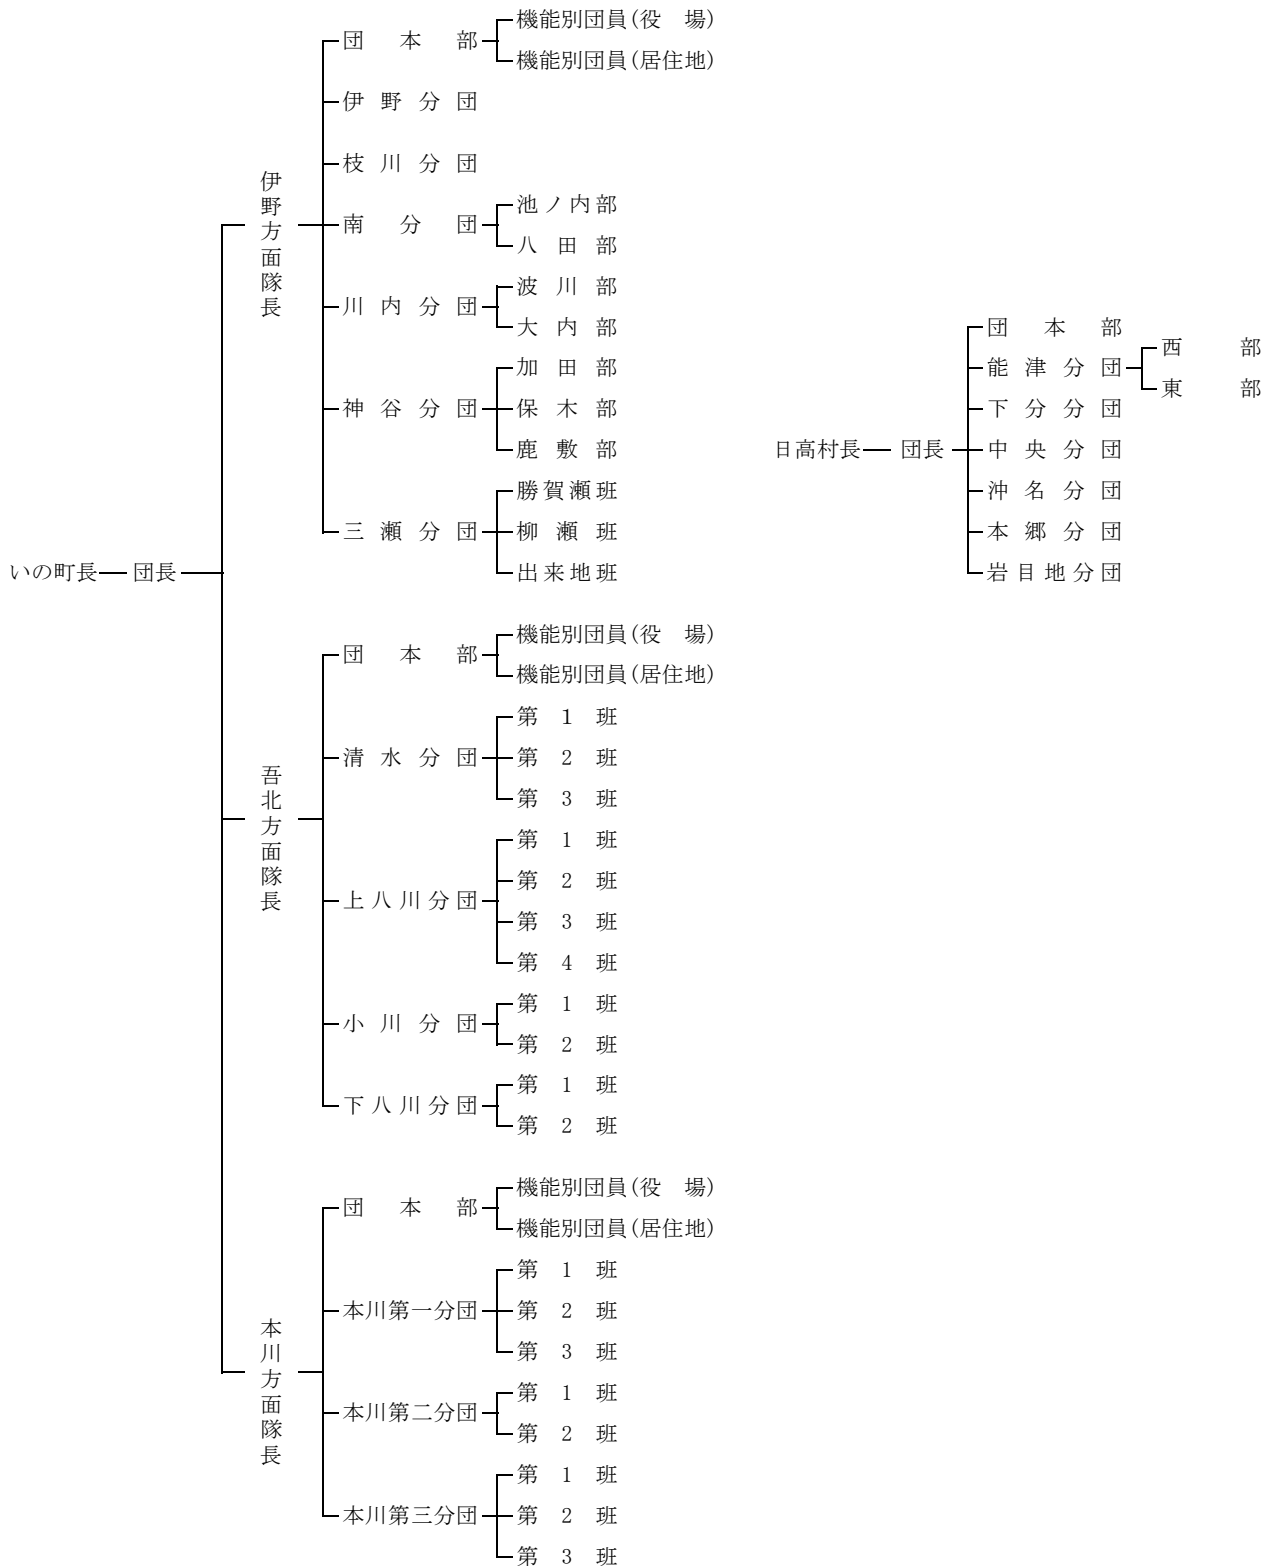 いの町長
団長
伊野方面隊長
団本部
機能別団員(役　場)
機能別団員(居住地)
伊野分団
枝川分団
南分団
池ノ内部
八田部
川内分団
波川部
大内部
神谷分団
加田部
保木部
鹿敷部
三瀬分団
勝賀瀬班
柳瀬班
出来地班
吾北方面隊長
団本部
機能別団員(役　場)
機能別団員(居住地)
清水分団
第1班
第2班
第3班
上八川分団
第1班
第2班
第3班
第4班
小川分団
第1班
第2班
下八川分団
第1班
第2班
本川方面隊長
団本部
機能別団員(役　場)
機能別団員(居住地)
本川第一分団
第1班
第2班
第3班
本川第二分団
第1班
第2班
本川第三分団
第1班
第2班
第3班
日高村長
団長
団本部
能津分団
西部
東部
下分分団
中央分団
沖名分団
本郷分団
岩目地分団